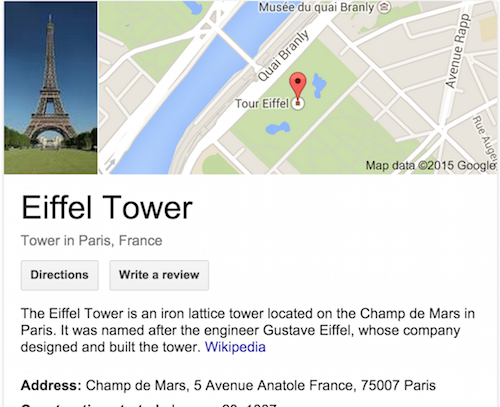 Musée du quai Branly
Quai Branly
Avenue Rapp
Tour Eiffel
Rue Auger
Map data ©2015 Google
Eiffel Tower
Tower in Paris, France
Directions
Write a review
The Eiffel Tower is an iron lattice tower located on the Champ de Mars in
Paris. It was named after the engineer Gustave Eiffel, whose company
designed and built the tower. Wikipedia
Address: Champ de Mars, 5 Avenue Anatole France, 75007 Paris